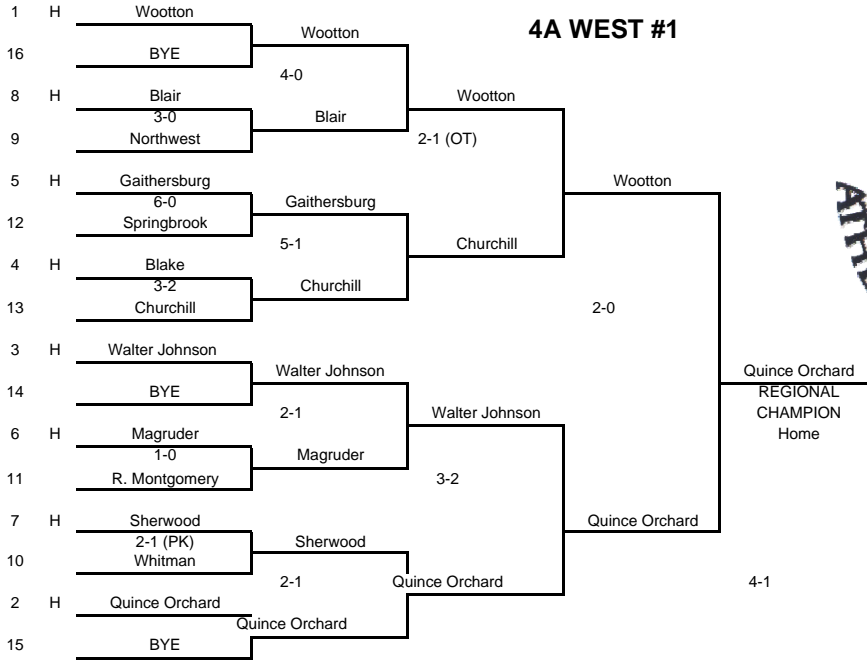 4A WEST #1
1 H Wootton
Wootton
16 BYE
4-0
8 H Blair
Wootton
3-0
Blair
9 Northwest
2-1 (OT)
5 H Gaithersburg
Wootton
6-0
Gaithersburg
12 Springbrook
5-1
Churchill
4 H Blake
3-2
Churchill
13 Churchill
2-0
3 H Walter Johnson
Walter Johnson
Quince Orchard
14 BYE
REGIONAL
2-1
CHAMPION
Walter Johnson
6 H Magruder
Home
1-0
Magruder
11 R. Montgomery
3-2
7 H Sherwood
Quince Orchard
2-1 (PK)
Sherwood
10 Whitman
2-1
Quince Orchard
4-1
2 H Quince Orchard
Quince Orchard
15 BYE